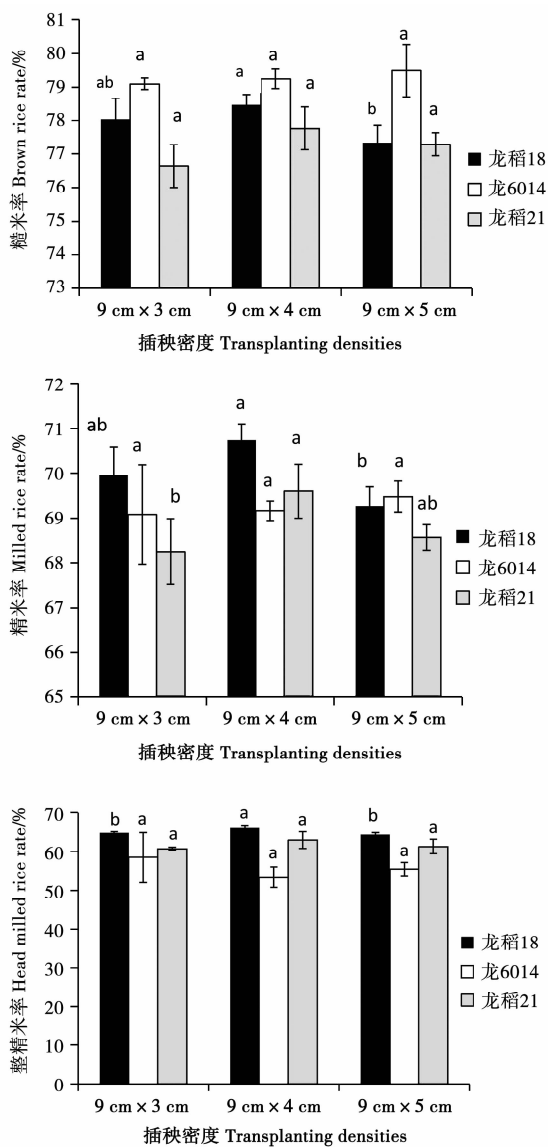 糙米率 Brown rice rate/%
81
80
79
78
77
76
75
74
73
ab
a
a
a
a
a
b
a
a
9 cm × 3 cm
9 cm × 4 cm
9 cm × 5 cm
插秧密度 Transplanting densities
龙稻18
龙6014
龙稻21
精米率 Milled rice rate/%
72
71
70
69
68
67
66
65
ab
a
b
a
a
a
b
a
ab
9 cm × 3 cm
9 cm × 4 cm
9 cm × 5 cm
插秧密度 Transplanting densities
龙稻18
龙6014
龙稻21
整精米率 Head milled rice rate/%
70
60
50
40
30
20
10
0
b
a
a
a
a
a
b
a
a
9 cm × 3 cm
9 cm × 4 cm
9 cm × 5 cm
插秧密度 Transplanting densities
龙稻18
龙6014
龙稻21